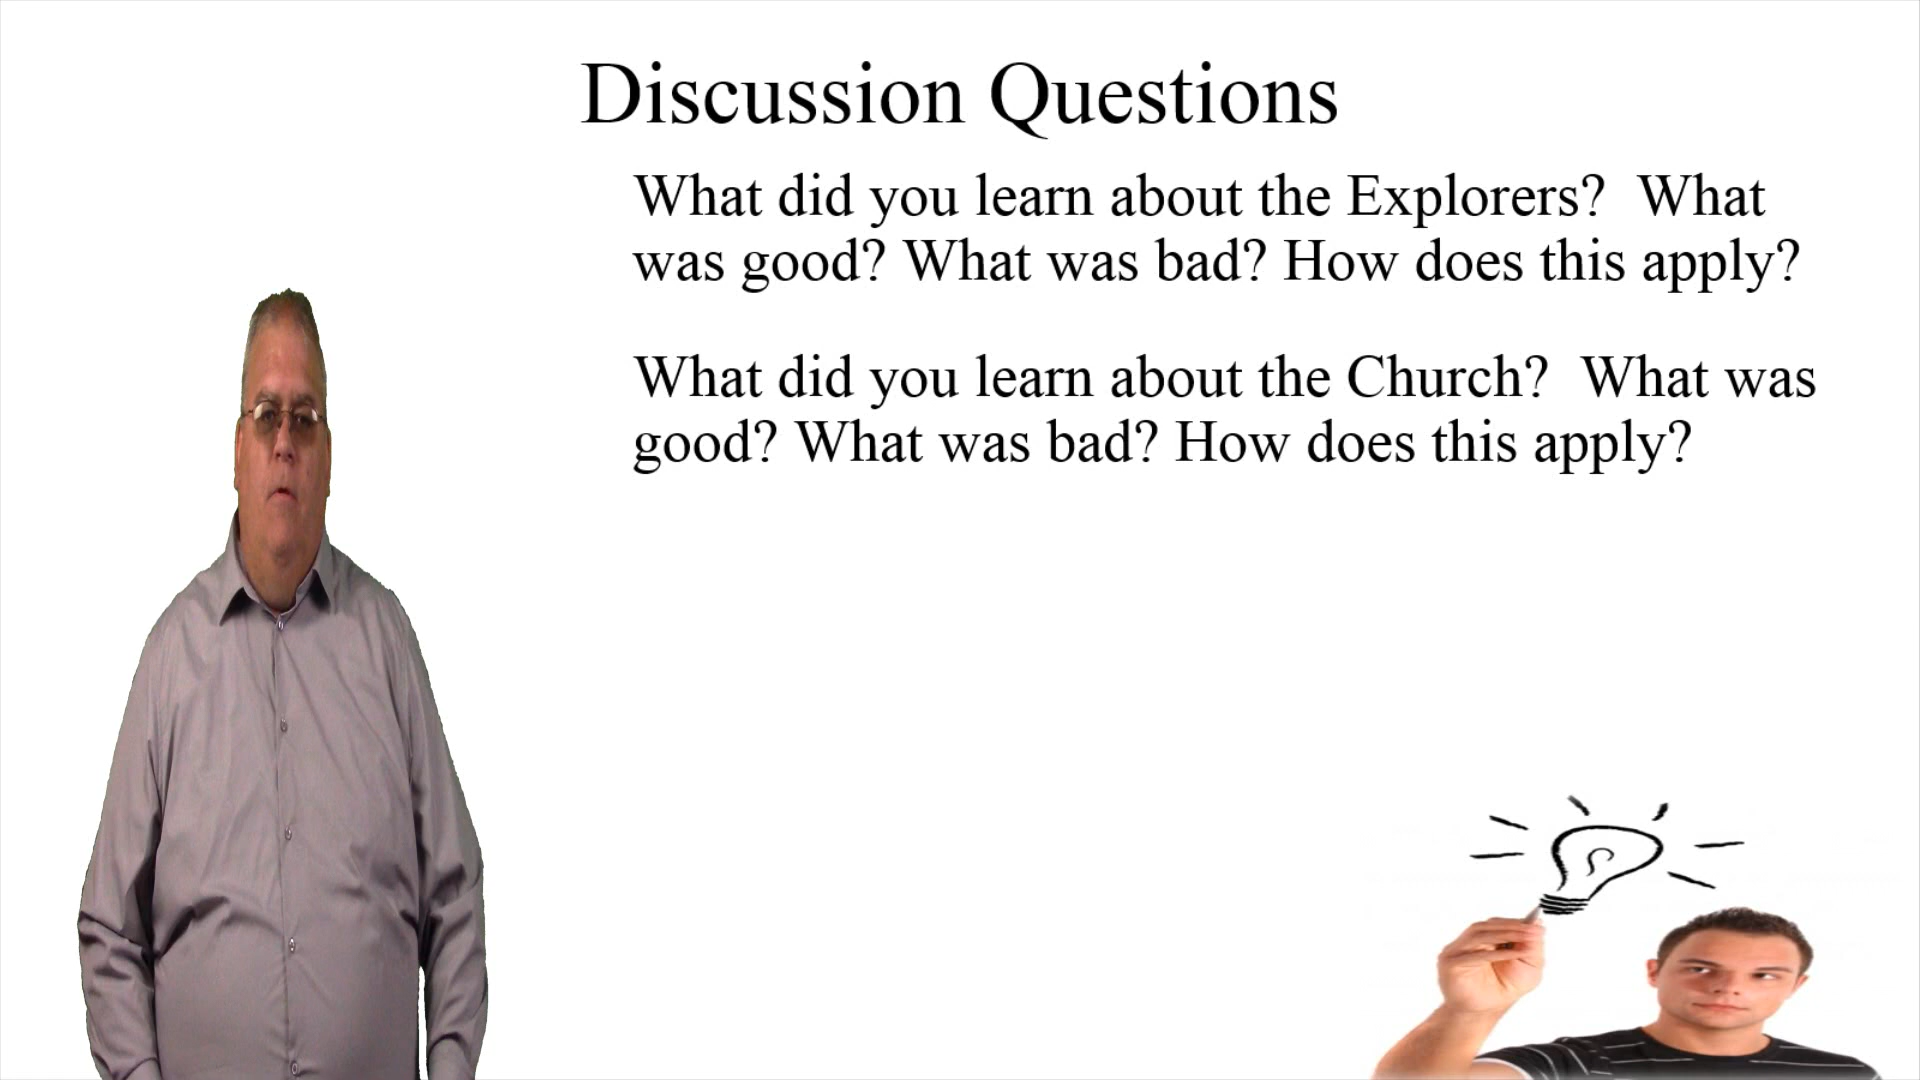 Discussion Questions
What did you learn about the Explorers?  What
was good? What was bad? How does this apply?
What did you learn about the Church?  What was
good? What was bad? How does this apply?